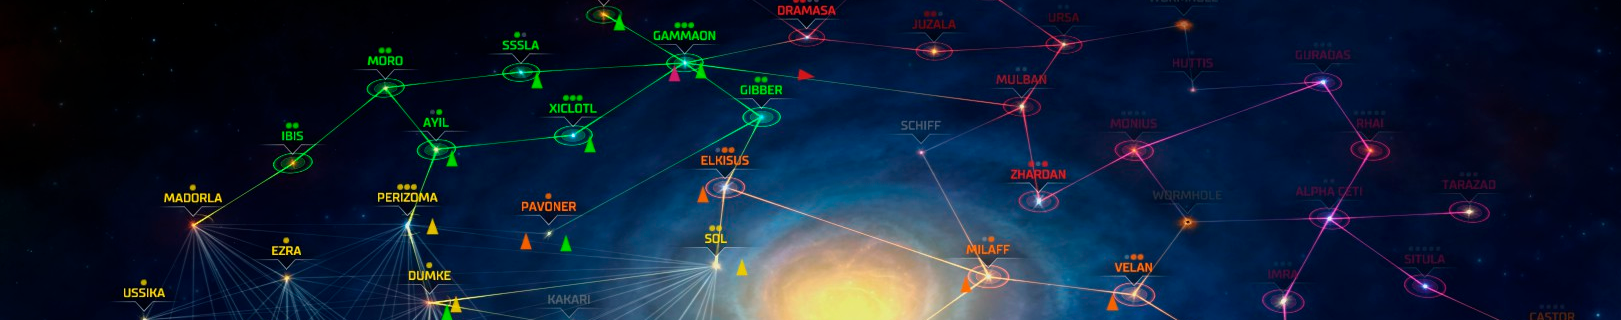 DRAMASA
WORMHOLE
URSA
JUZALA
GAMMAON
SSSLA
MORO
GURADAS
HUTTIS
MULBAN
GIBBER
XICLOTL
AYIL
SCHIFF
MONIUS
RHAI
IBIS
ELKISUS
ZHARDAN
ALPHA CETI
TARAZAD
MADORLA
PERIZOMA
WORMHOLE
PAVONER
SOL
EZRA
MILAFF
SITULA
VELAN
DUMKE
IMRA
USSIKA
KAKARI
CASTOR